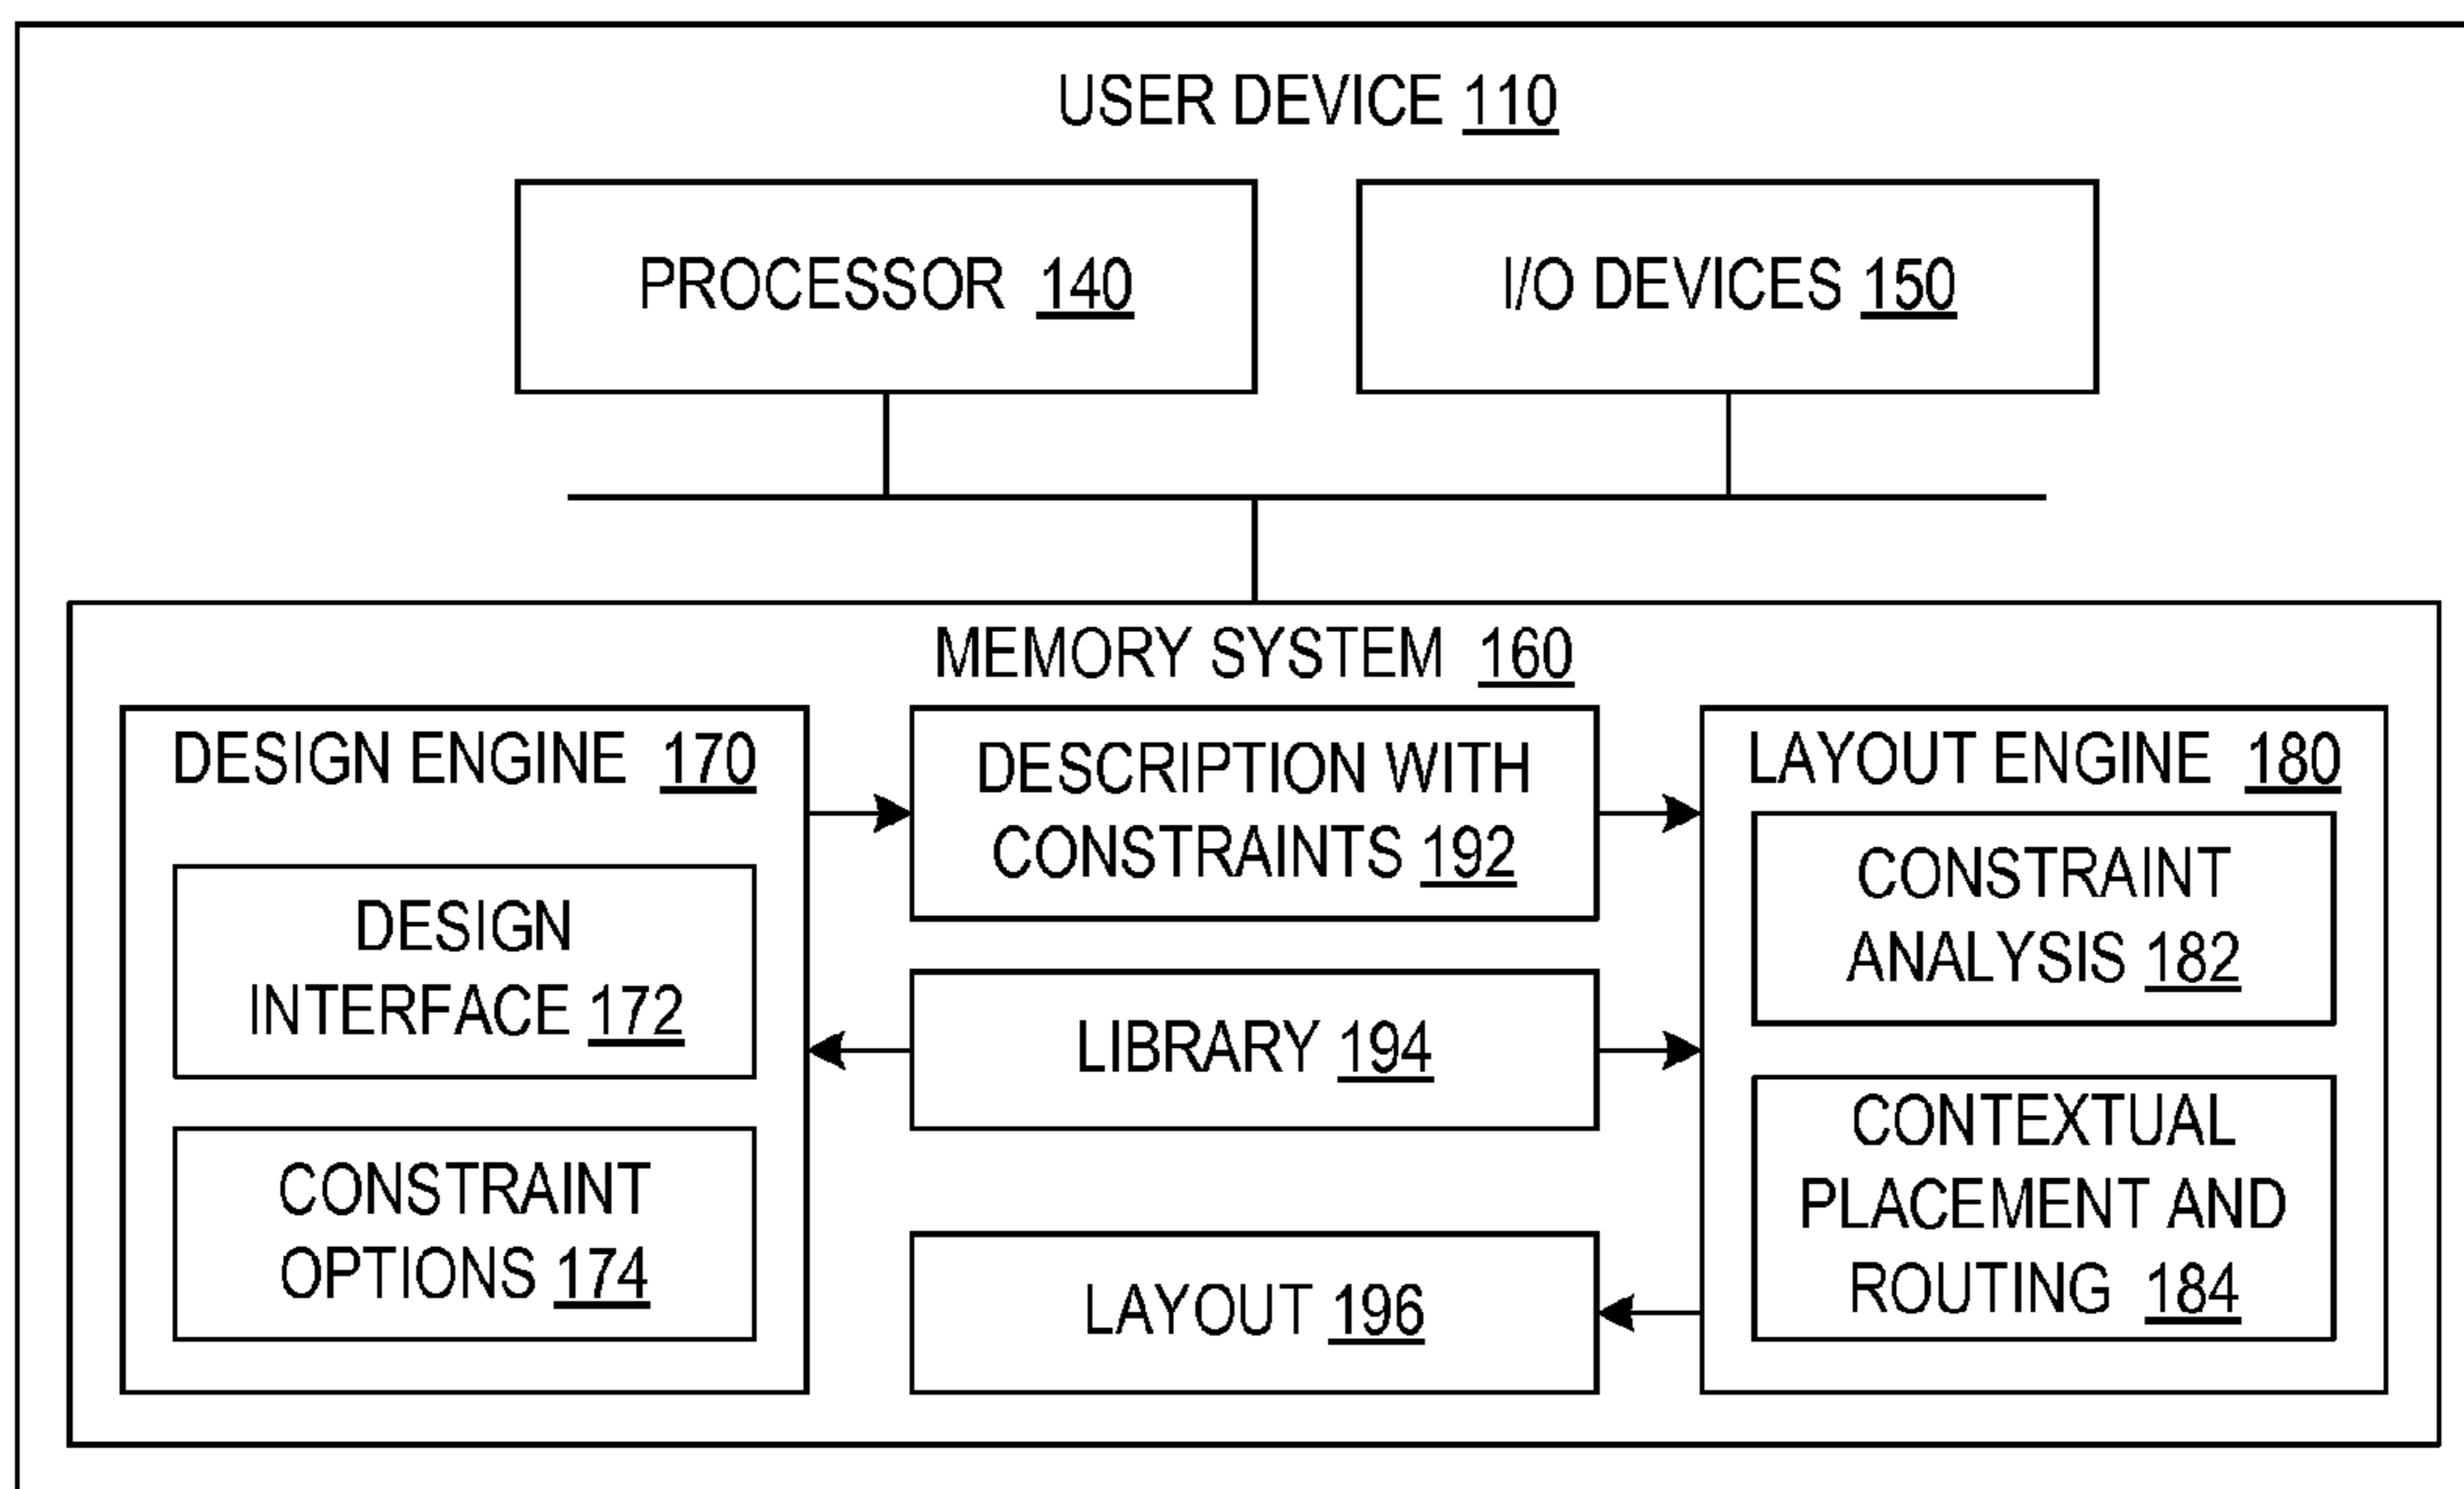 USER DEVICE 110
PROCESSOR 140
I/O DEVICES 150
MEMORY SYSTEM 160
DESIGN ENGINE 170
DESIGN
INTERFACE 172
CONSTRAINT
OPTIONS 174
DESCRIPTION WITH
CONSTRAINTS 192
LIBRARY 194
LAYOUT 196
LAYOUT ENGINE 180
CONSTRAINT
ANALYSIS 182
CONTEXTUAL
PLACEMENT AND
ROUTING 184